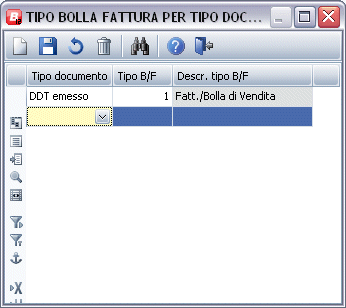 TIPO BOLLA FATTURA PER TIPO DOC...
Tipo documento Tipo B/F Descr. tipo B/F
DDT emesso 1 Fatt./Bolla di Vendita